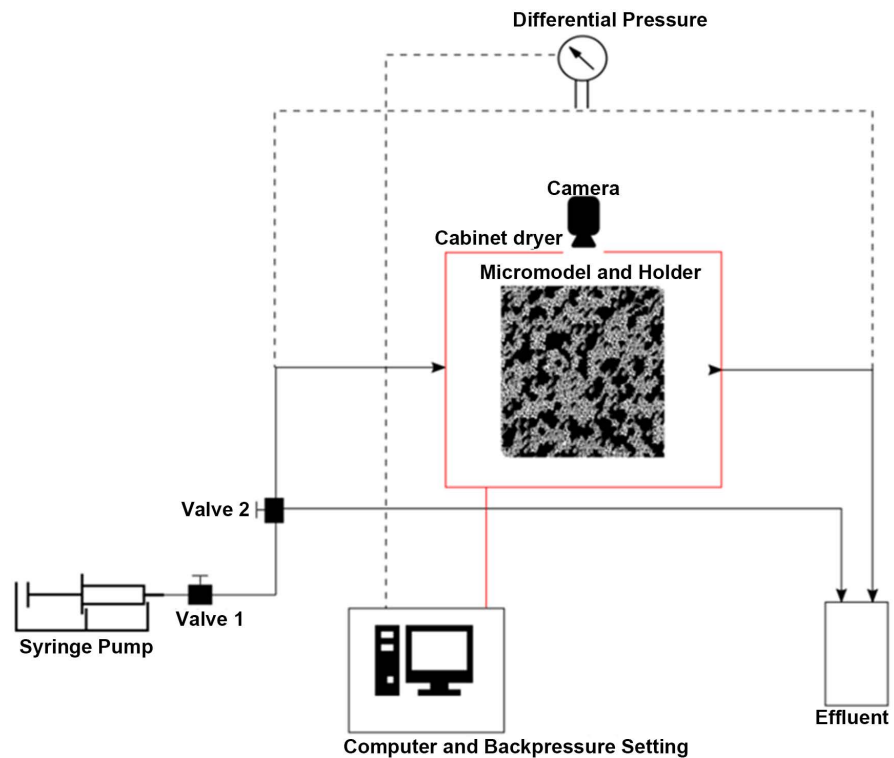 Differential Pressure
Camera
Cabinet dryer
Micromodel and Holder
Valve 2
Valve 1
Syringe Pump
Effluent
Computer and Backpressure Setting